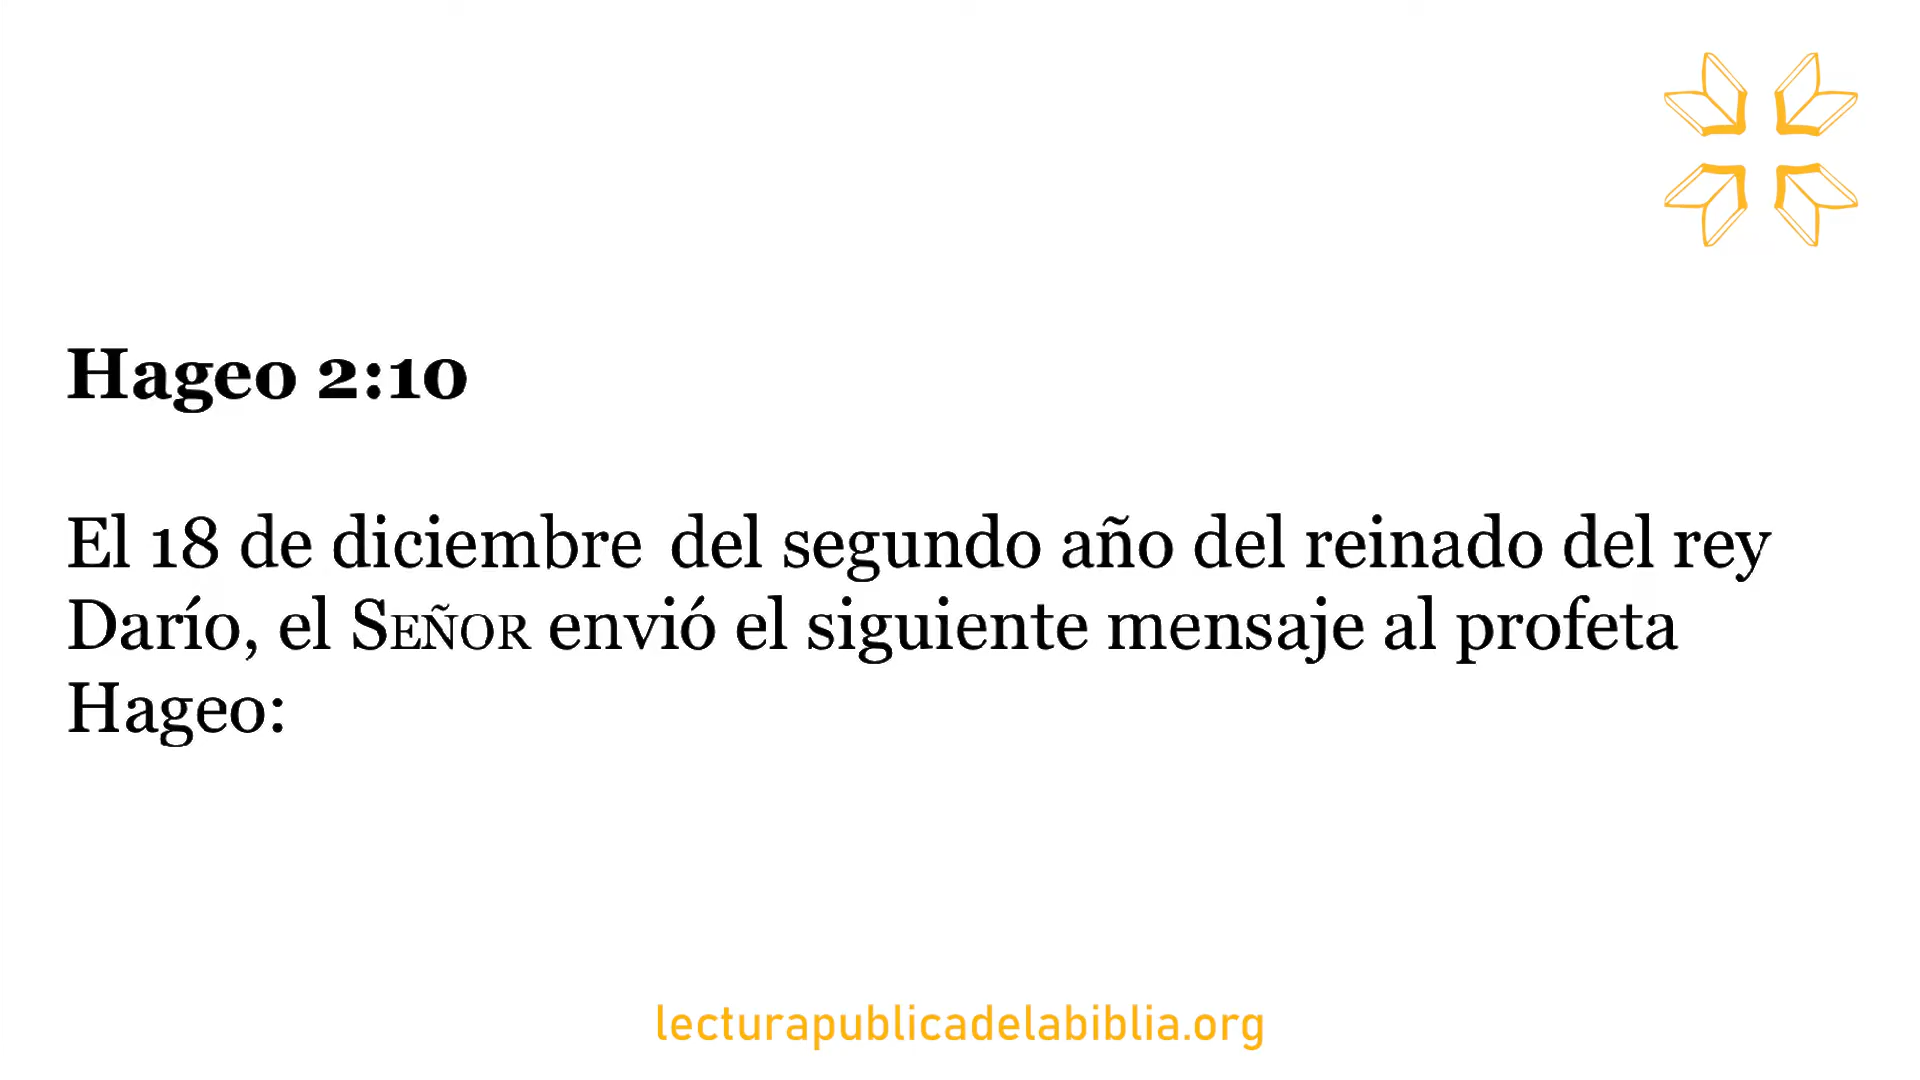 Hageo 2:10
El 18 de diciembre del segundo año del reinado del rey
Darío, el SEÑOR envió el siguiente mensaje al profeta
Hageo:
lecturapublicadelabiblia.org